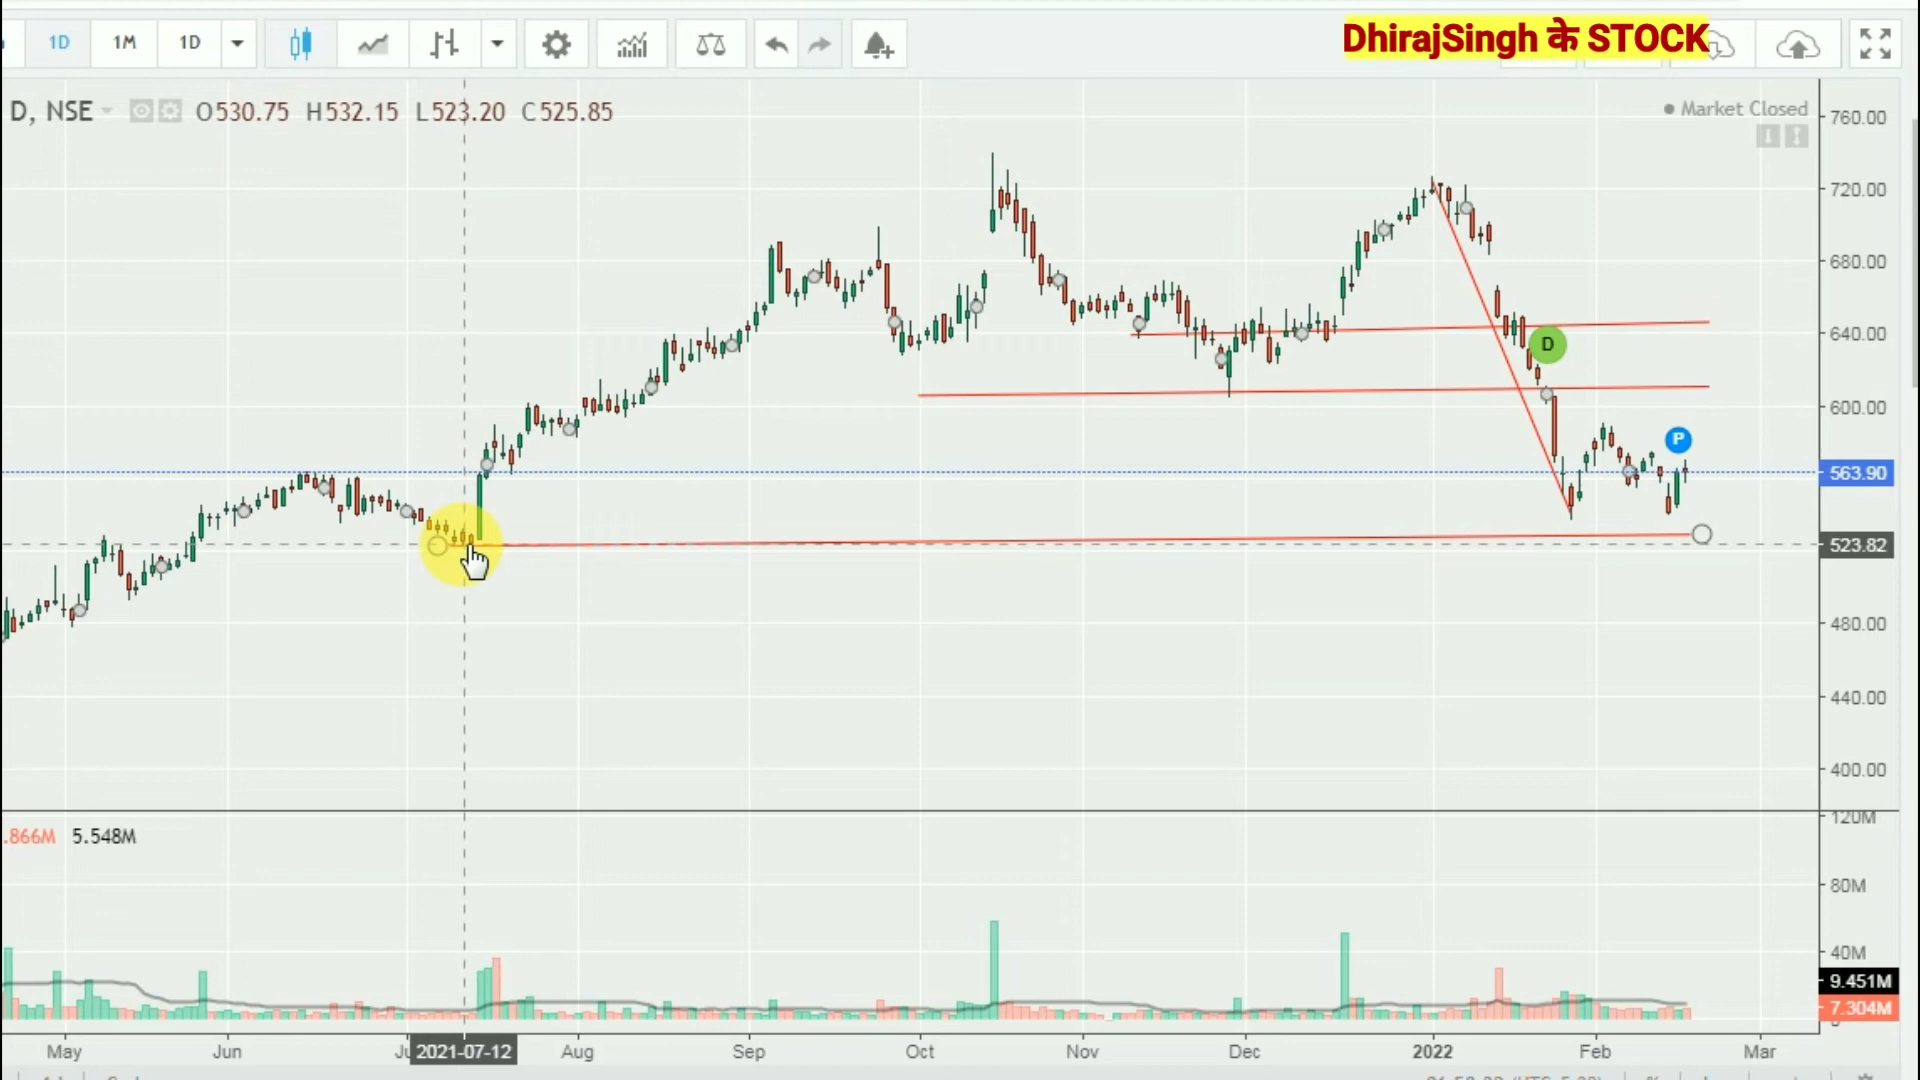 1D 1M 1D
DhirajSingh के STOCK
D, NSE O530.75 H532.15 L523.20 C525.85
Market Closed
760.00
720.00
680.00
640.00
D
600.00
P
563.90
523.82
480.00
440.00
400.00
.866M 5.548M
120M
80M
40M
9.451M
7.304M
May Jun 2021-07-12 Aug Sep Oct Nov Dec 2022 Feb Mar